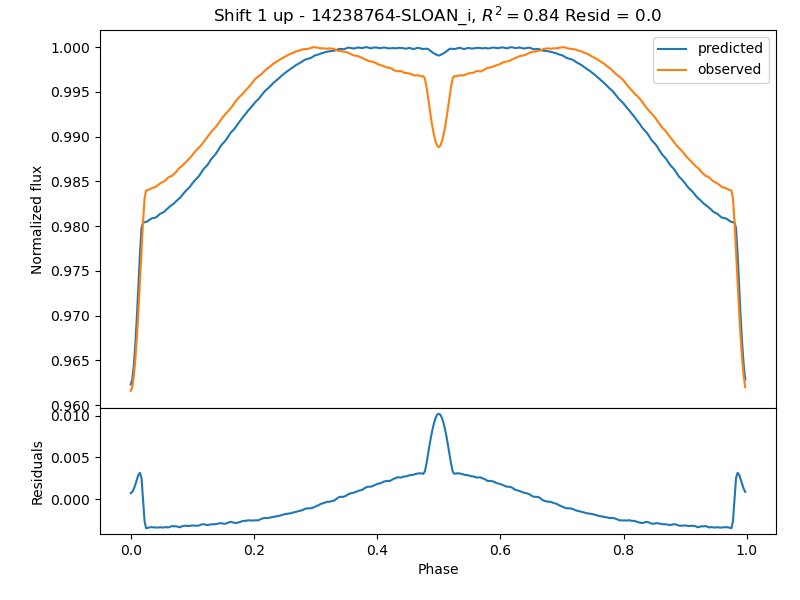 Shift 1 up - 14238764-SLOAN_i, R² = 0.84 Resid = 0.0
predicted
observed
Normalized flux
1.000
0.995
0.990
0.985
0.980
0.975
0.970
0.965
0.960
Residuals
0.010
0.005
0.000
0.0 0.2 0.4 0.6 0.8 1.0
Phase